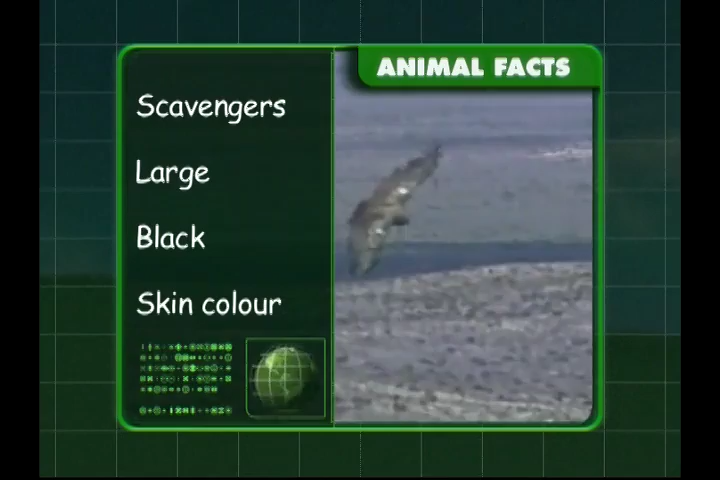 ANIMAL FACTS
Scavengers
Large
Black
Skin colour